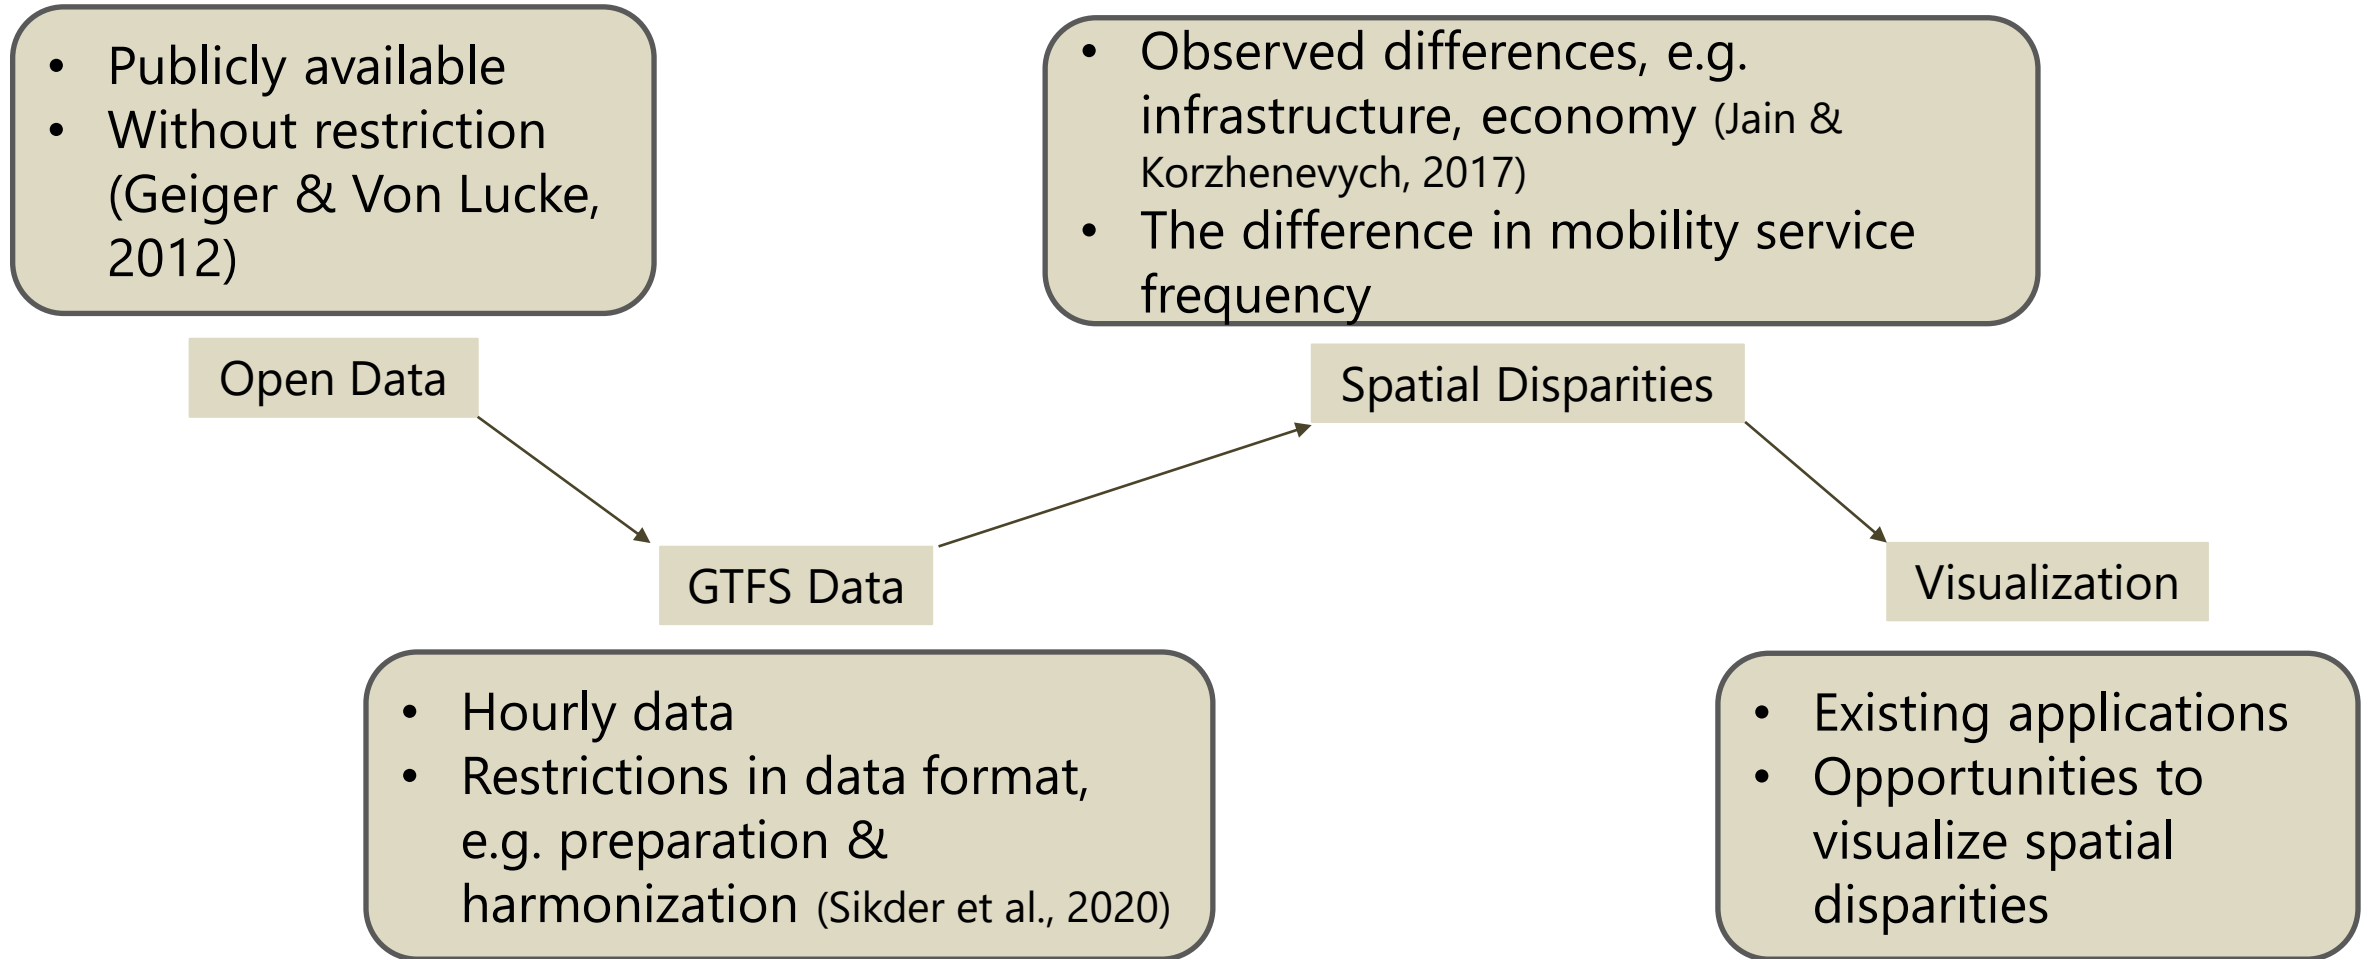 • Publicly available
• Without restriction
(Geiger & Von Lucke,
2012)
Open Data
• Observed differences, e.g.
infrastructure, economy (Jain &
Korzhenevych, 2017)
• The difference in mobility service
frequency
Spatial Disparities
GTFS Data
• Hourly data
• Restrictions in data format,
e.g. preparation &
harmonization (Sikder et al., 2020)
Visualization
• Existing applications
• Opportunities to
visualize spatial
disparities